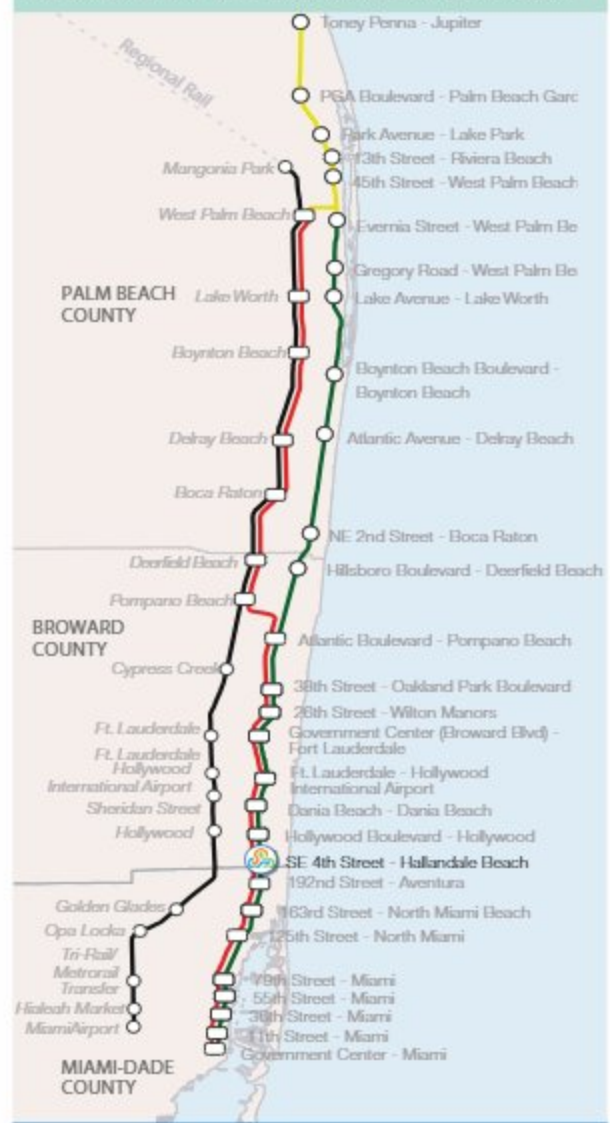 Toney Penna - Jupiter
Regional Rail
PGA Boulevard - Palm Beach Gard
Park Avenue - Lake Park
13th Street - Riviera Beach
Mangonia Park
45th Street - West Palm Beach
West Palm Beach
Evernia Street - West Palm Be
Gregory Road - West Palm Be
PALM BEACH
COUNTY
Lake Worth
Lake Avenue - Lake Worth
Boynton Beach
Boynton Beach Boulevard -
Boynton Beach
Delray Beach
Atlantic Avenue - Delray Beach
Boca Raton
NE 2nd Street - Boca Raton
Deerfield Beach
Hillsboro Boulevard - Deerfield Beach
Pompano Beach
BROWARD
COUNTY
Atlantic Boulevard - Pompano Beach
Cypress Creek
38th Street - Oakland Park Boulevard
26th Street - Wilton Manors
Ft. Lauderdale
Government Center (Broward Blvd) -
Fort Lauderdale
Ft. Lauderdale
Hollywood
International Airport
Ft. Lauderdale - Hollywood
International Airport
Sheridan Street
Dania Beach - Dania Beach
Hollywood
Hollywood Boulevard - Hollywood
SE 4th Street - Hallandale Beach
192nd Street - Aventura
Golden Glades
163rd Street - North Miami Beach
Opa Locka
125th Street - North Miami
Tri-Rail/
Metrorail
Transfer
79th Street - Miami
55th Street - Miami
Hialeah Market
36th Street - Miami
MiamiAirport
11th Street - Miami
Government Center - Miami
MIAMI-DADE
COUNTY